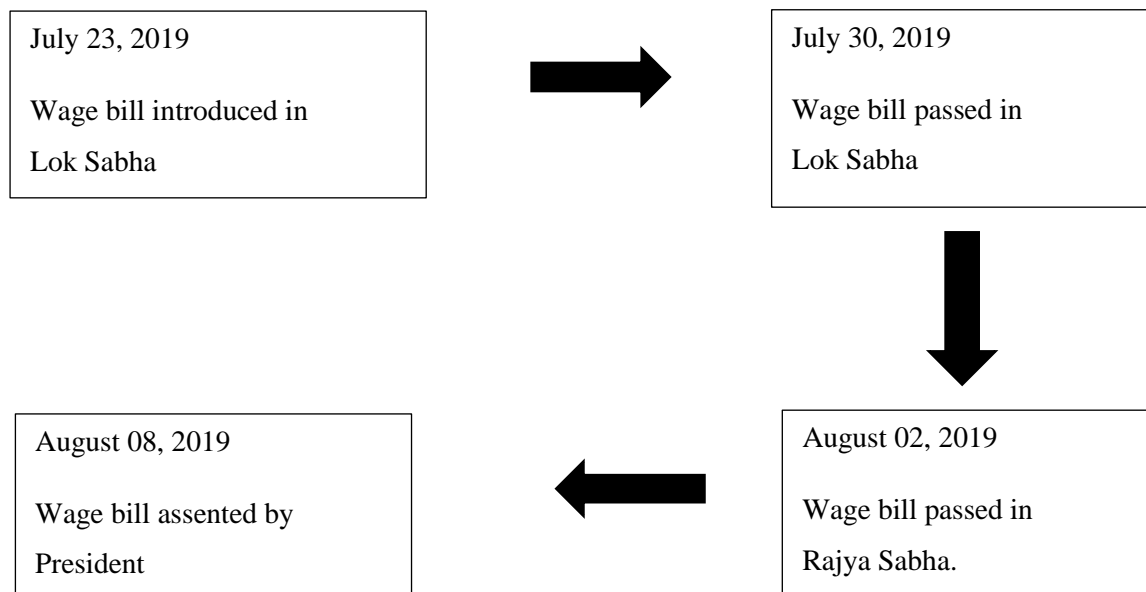 July 23, 2019
Wage bill introduced in
Lok Sabha
July 30, 2019
Wage bill passed in
Lok Sabha
August 02, 2019
Wage bill passed in
Rajya Sabha.
August 08, 2019
Wage bill assented by
President